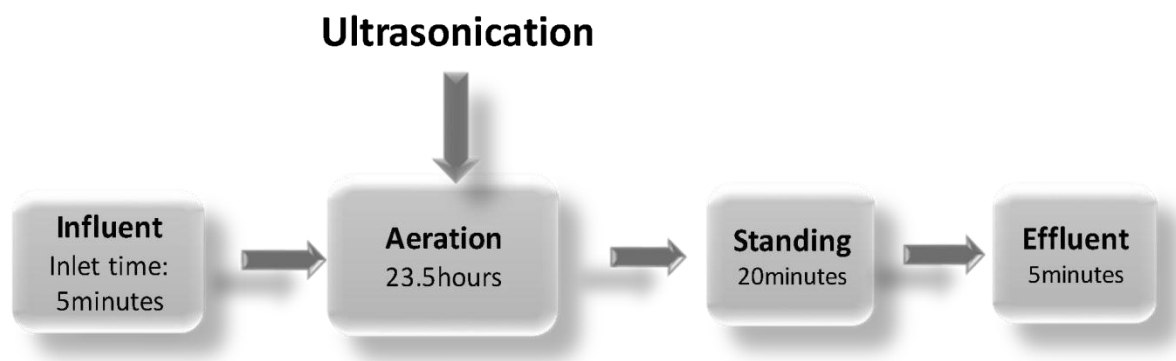 Ultrasonication
Influent
Inlet time:
5minutes
Aeration
23.5hours
Standing
20minutes
Effluent
5minutes